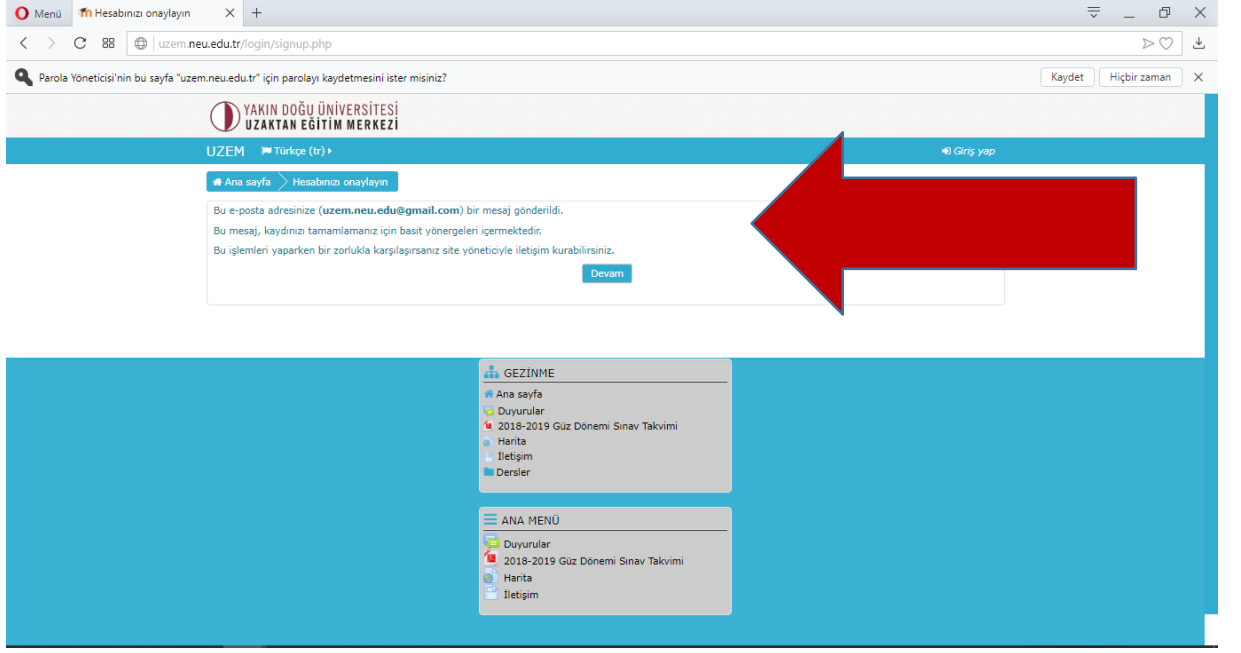 Menü
Hesabınızı onaylayın
uzem.neu.edu.tr/login/signup.php
Parola Yöneticisi'nin bu sayfa "uzem.neu.edu.tr" için parolayı kaydetmesini ister misiniz?
Kaydet
Hiçbir zaman
YAKIN DOĞU ÜNİVERSİTESİ
UZAKTAN EĞİTİM MERKEZİ
UZEM
Türkçe (tr)
Giriş yap
Ana sayfa
Hesabınızı onaylayın
Bu e-posta adresinize (uzem.neu.edu@gmail.com) bir mesaj gönderildi.
Bu mesaj, kaydınızı tamamlamanız için basit yönergeleri içermektedir.
Bu işlemleri yaparken bir zorlukla karşılaşırsanız site yöneticiyle iletişim kurabilirsiniz.
Devam
GEZİNME
Ana sayfa
Duyurular
2018-2019 Güz Dönemi Sınav Takvimi
Harita
İletişim
Dersler
ANA MENÜ
Duyurular
2018-2019 Güz Dönemi Sınav Takvimi
Harita
İletişim